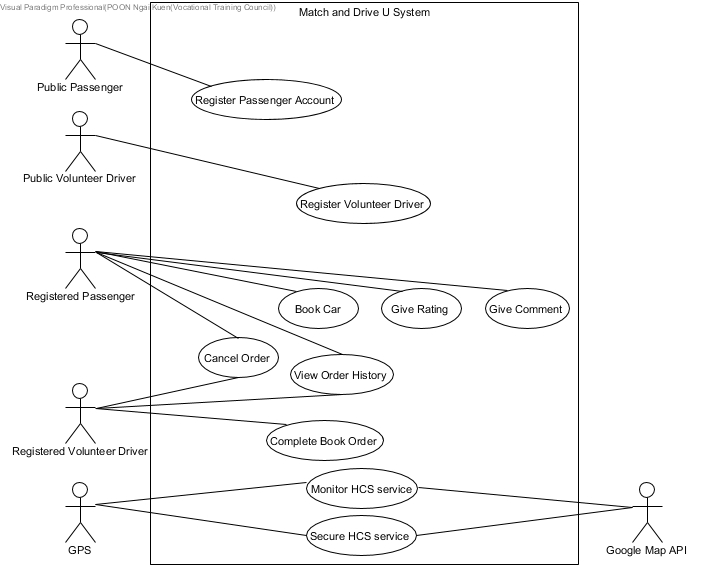 Visual Paradigm Professional(POON Ngai Kuen(Vocational Training Council))
Match and Drive U System
Public Passenger
Register Passenger Account
Public Volunteer Driver
Register Volunteer Driver
Registered Passenger
Book Car
Give Rating
Give Comment
Cancel Order
View Order History
Registered Volunteer Driver
Complete Book Order
Monitor HCS service
Secure HCS service
GPS
Google Map API